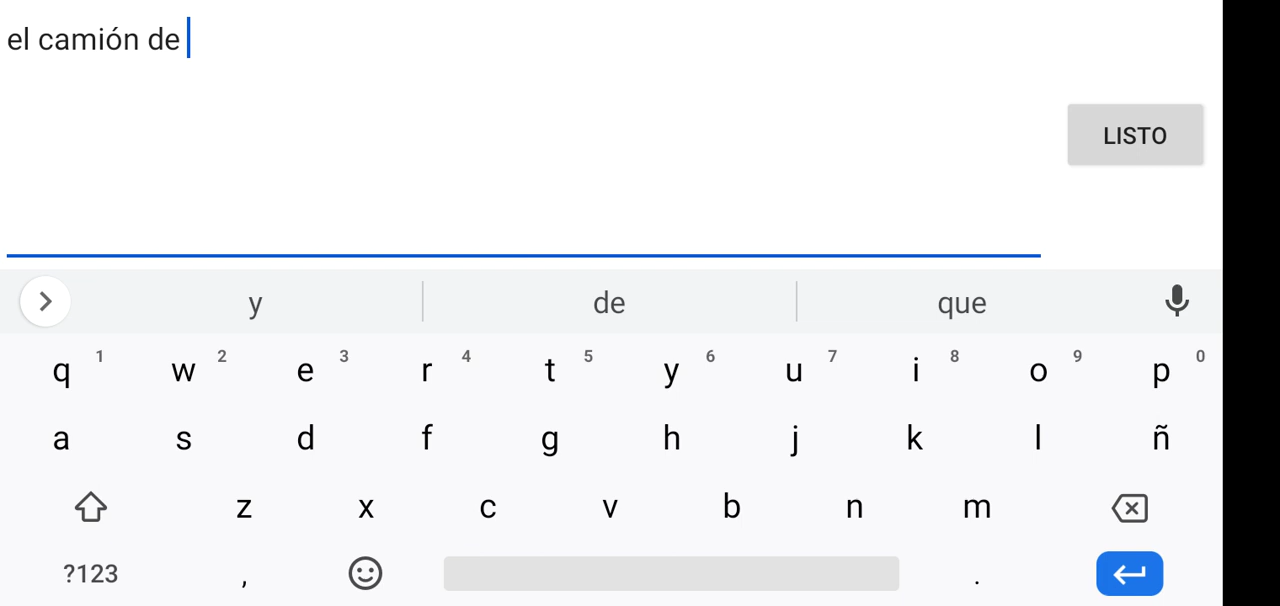 el camión de
LISTO
y de que
q 1 w 2 e 3 r 4 t 5 y 6 u 7 i 8 o 9 p 0
a s d f g h j k l ñ
z x c v b n m
?123 , .